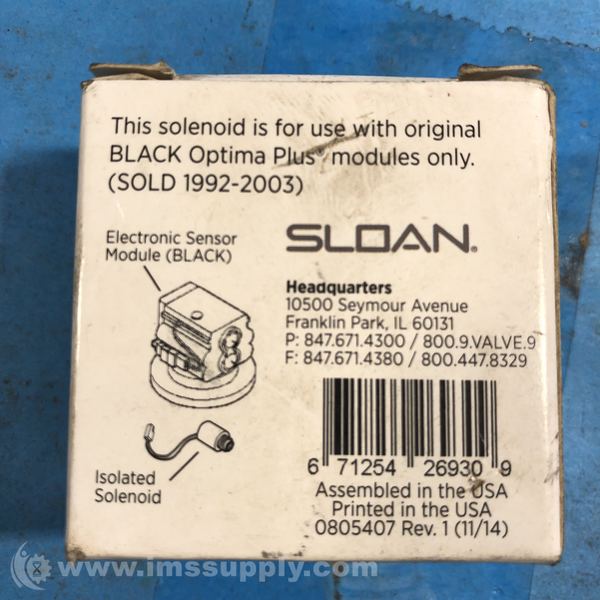 This solenoid is for use with original
BLACK Optima Plus® modules only.
(SOLD 1992-2003)
Electronic Sensor
Module (BLACK)
SLOAN®
Headquarters
10500 Seymour Avenue
Franklin Park, IL 60131
P: 847.671.4300 / 800.9.VALVE.9
F: 847.671.4380 / 800.447.8329
Isolated
Solenoid
6 71254 26930 9
Assembled in the USA
Printed in the USA
0805407 Rev. 1 (11/14)
www.imssupply.com/